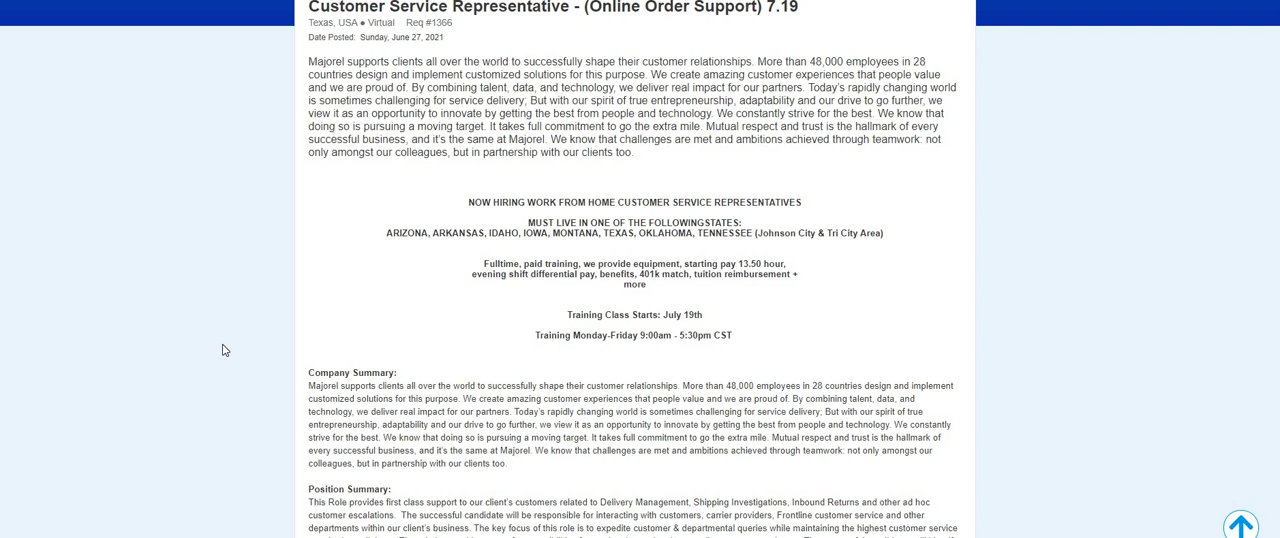 Customer Service Representative - (Online Order Support) 7.19
Texas, USA ● Virtual Req #1366
Date Posted: Sunday, June 27, 2021
Majorel supports clients all over the world to successfully shape their customer relationships. More than 48,000 employees in 28
countries design and implement customized solutions for this purpose. We create amazing customer experiences that people value
and we are proud of. By combining talent, data, and technology, we deliver real impact for our partners. Today's rapidly changing world
is sometimes challenging for service delivery; But with our spirit of true entrepreneurship, adaptability and our drive to go further, we
view it as an opportunity to innovate by getting the best from people and technology. We constantly strive for the best. We know that
doing so is pursuing a moving target. It takes full commitment to go the extra mile. Mutual respect and trust is the hallmark of every
successful business, and it's the same at Majorel. We know that challenges are met and ambitions achieved through teamwork: not
only amongst our colleagues, but in partnership with our clients too.
NOW HIRING WORK FROM HOME CUSTOMER SERVICE REPRESENTATIVES
MUST LIVE IN ONE OF THE FOLLOWINGSTATES:
ARIZONA, ARKANSAS, IDAHO, IOWA, MONTANA, TEXAS, OKLAHOMA, TENNESSEE (Johnson City & Tri City Area)
Fulltime, paid training, we provide equipment, starting pay 13.50 hour,
evening shift differential pay, benefits, 401k match, tuition reimbursement +
more
Training Class Starts: July 19th
Training Monday-Friday 9:00am - 5:30pm CST
Company Summary:
Majorel supports clients all over the world to successfully shape their customer relationships. More than 48,000 employees in 28 countries design and implement
customized solutions for this purpose. We create amazing customer experiences that people value and we are proud of. By combining talent, data, and
technology, we deliver real impact for our partners. Today's rapidly changing world is sometimes challenging for service delivery; But with our spirit of true
entrepreneurship, adaptability and our drive to go further, we view it as an opportunity to innovate by getting the best from people and technology. We constantly
strive for the best. We know that doing so is pursuing a moving target. It takes full commitment to go the extra mile. Mutual respect and trust is the hallmark of
every successful business, and it's the same at Majorel. We know that challenges are met and ambitions achieved through teamwork: not only amongst our
colleagues, but in partnership with our clients too.
Position Summary:
This Role provides first class support to our client's customers related to Delivery Management, Shipping Investigations, Inbound Returns and other ad hoc
customer escalations. The successful candidate will be responsible for interacting with customers, carrier providers, Frontline customer service and other
departments within our client's business. The key focus of this role is to expedite customer & departmental queries while maintaining the highest customer service